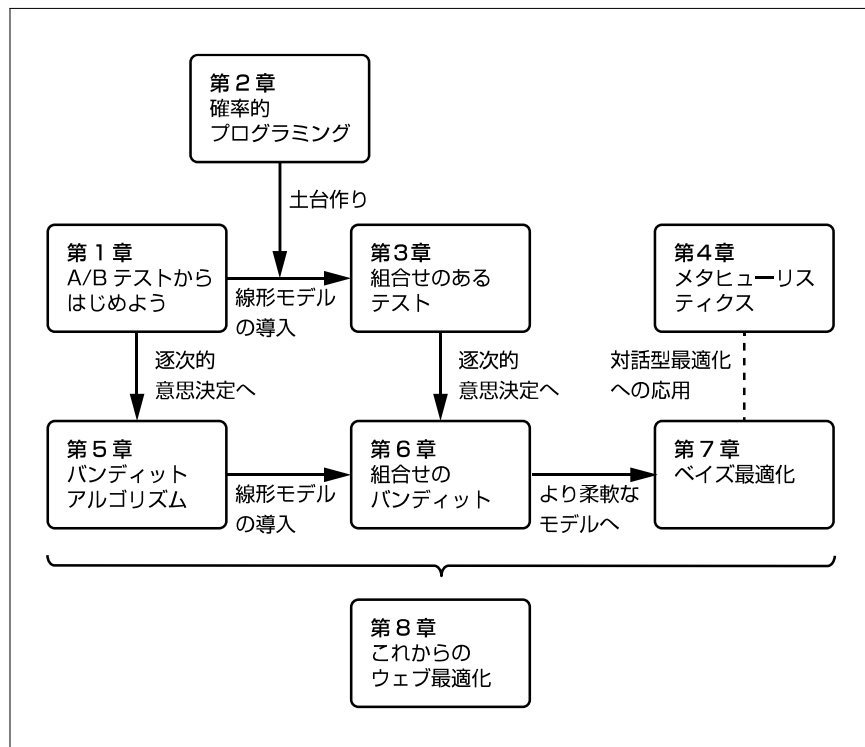 第2章
確率的
プログラミング
土台作り
第1章
A/B テストから
はじめよう
線形モデル
の導入
第3章
組合せのある
テスト
第4章
メタヒューリス
ティクス
逐次的
意思決定へ
逐次的
意思決定へ
対話型最適化
への応用
第5章
バンディット
アルゴリズム
線形モデル
の導入
第6章
組合せの
バンディット
より柔軟な
モデルへ
第7章
ベイズ最適化
第8章
これからの
ウェブ最適化